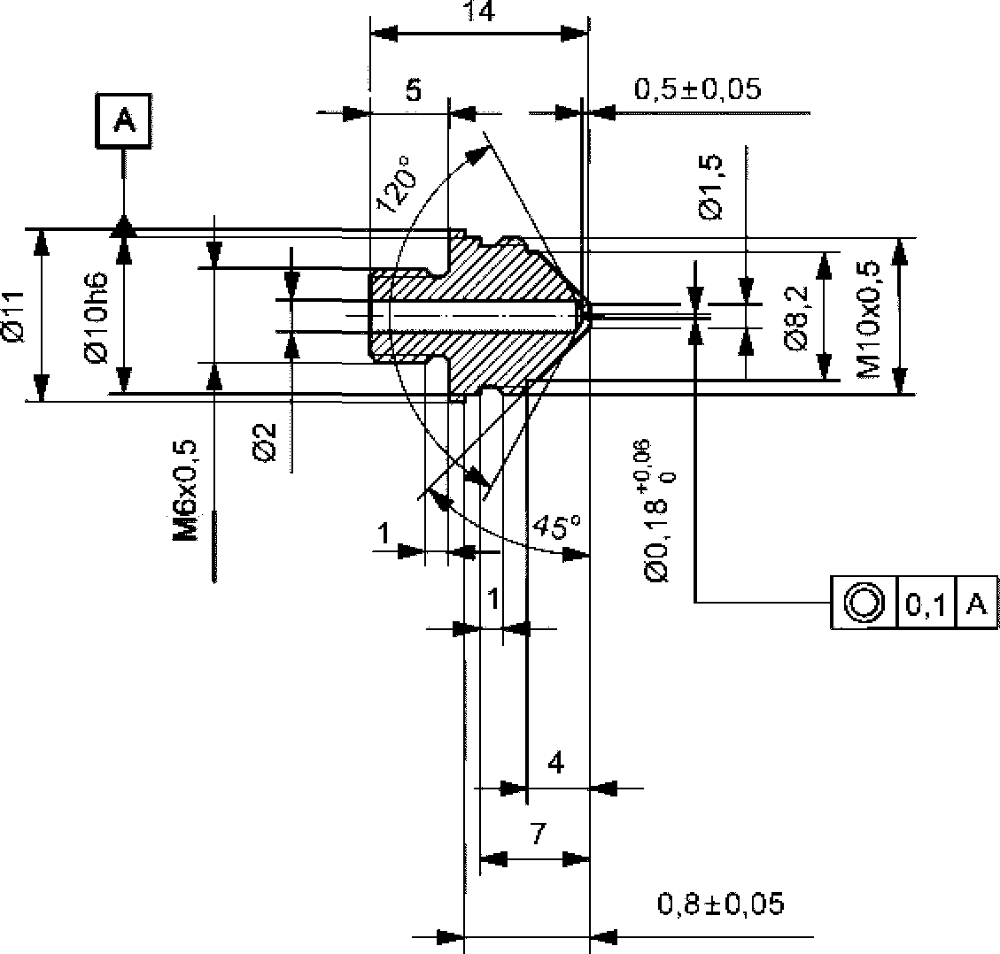 14
5
0,5±0,05
A
120°
Ø1,5
Ø11
Ø10h6
M6x0,5
Ø2
Ø8,2
M10x0,5
Ø0,18 +0,06 0
45°
1
1
0,1 A
4
7
0,8±0,05